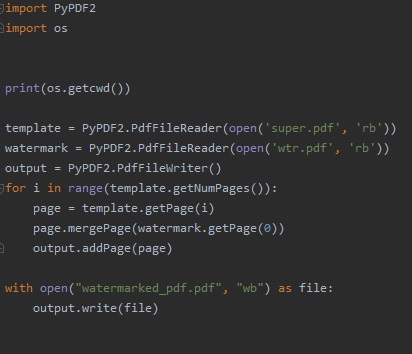 import PyPDF2
import os
print(os.getcwd())
template = PyPDF2.PdfFileReader(open('super.pdf', 'rb'))
watermark = PyPDF2.PdfFileReader(open('wtr.pdf', 'rb'))
output = PyPDF2.PdfFileWriter()
for i in range(template.getNumPages()):
    page = template.getPage(i)
    page.mergePage(watermark.getPage(0))
    output.addPage(page)
with open("watermarked_pdf.pdf", "wb") as file:
    output.write(file)